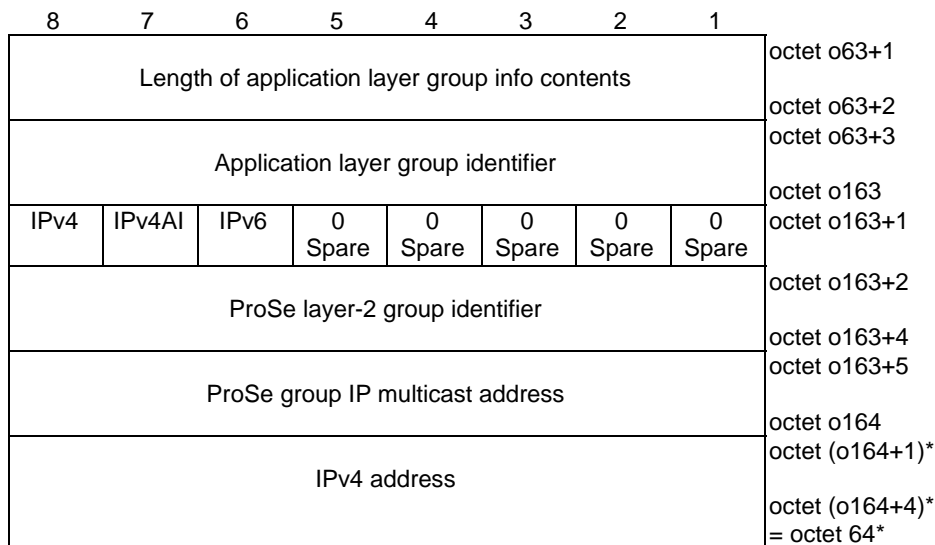 8 7 6 5 4 3 2 1
octet o63+1
Length of application layer group info contents
octet o63+2
octet o63+3
Application layer group identifier
octet o163
IPv4 IPv4AI IPv6 0 0 0 0 0 octet o163+1
Spare Spare Spare Spare Spare
octet o163+2
ProSe layer-2 group identifier
octet o163+4
octet o163+5
ProSe group IP multicast address
octet o164
octet (o164+1)*
IPv4 address
octet (o164+4)*
= octet 64*